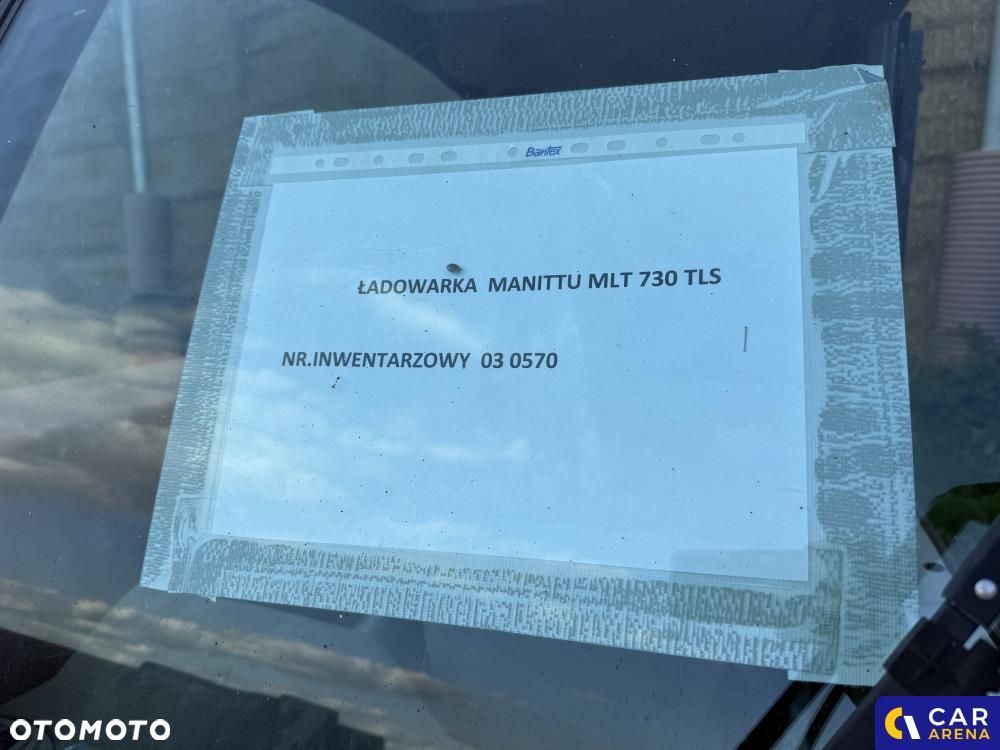 Bantex
ŁADOWARKA MANITTU MLT 730 TLS
NR.INWENTARZOWY 03 0570
OTOMOTO
CAR
ARENA